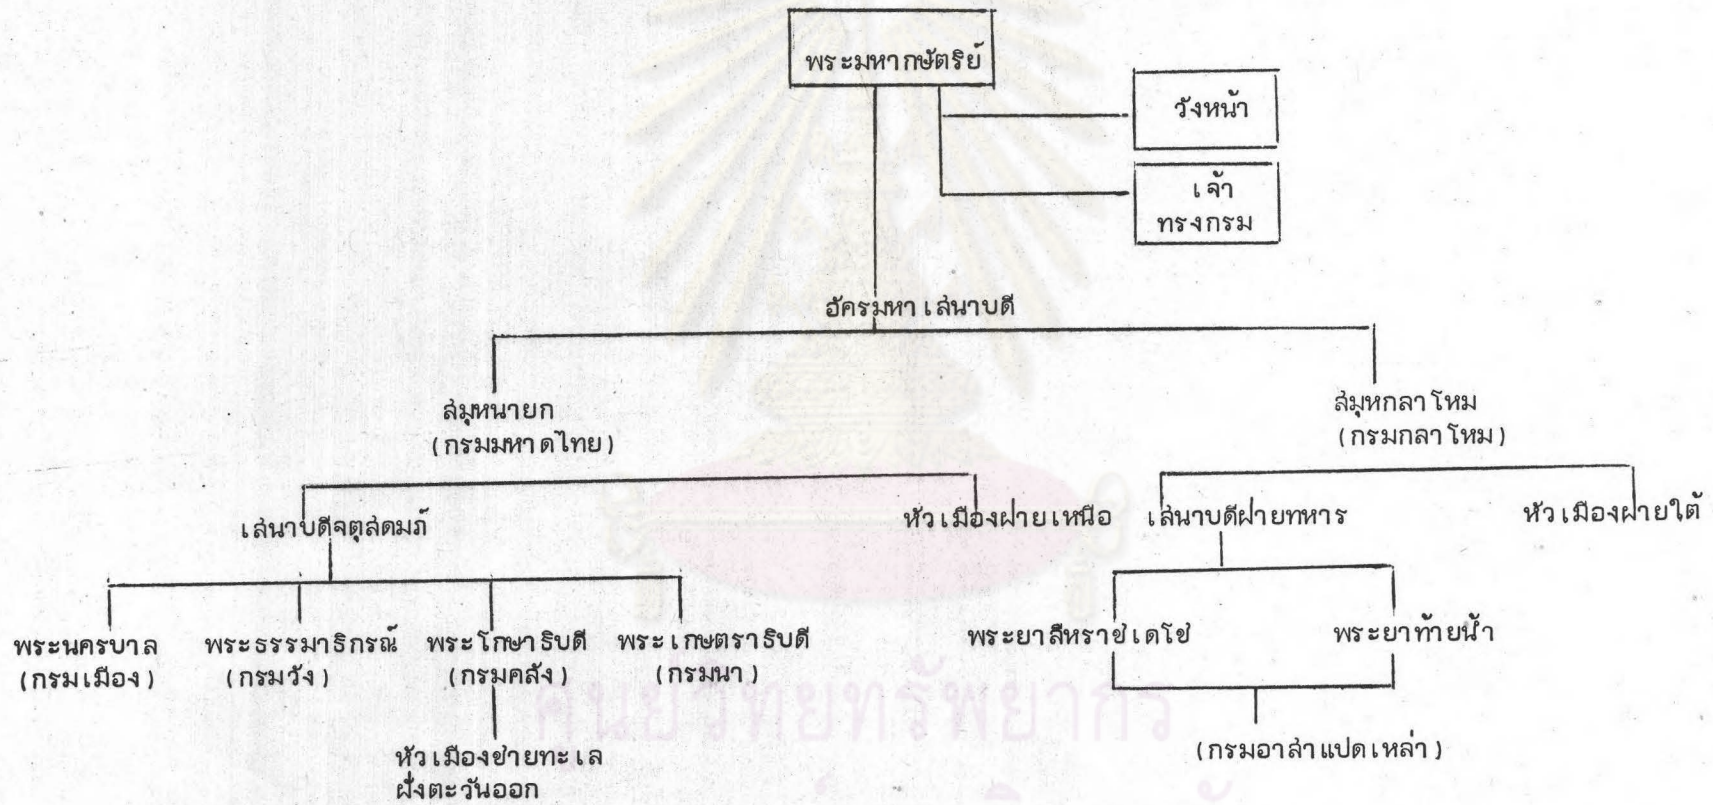 พระมหากษัตริย์
วังหน้า
เจ้า
ทรงกรม
อัครมหาเสนาบดี
สมุหนายก
(กรมมหาดไทย)
สมุหกลาโหม
(กรมกลาโหม)
เสนาบดีจตุสดมภ์
หัวเมืองฝ่ายเหนือ
เสนาบดีฝ่ายทหาร
หัวเมืองฝ่ายใต้
พระนครบาล
(กรมเมือง)
พระธรรมาธิกรณ์
(กรมวัง)
พระโกษาธิบดี
(กรมคลัง)
พระเกษตราธิบดี
(กรมนา)
พระยาสีหราชเดโช
พระยาท้ายน้ำ
หัวเมืองชายทะเล
ฝั่งตะวันออก
(กรมอาสาแปดเหล่า)
ศูนย์วิทยทรัพยากร